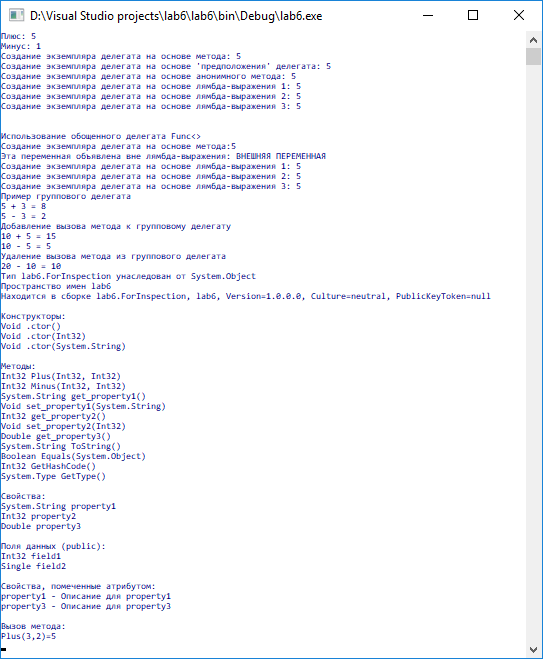 D:\Visual Studio projects\lab6\lab6\bin\Debug\lab6.exe
Плюс: 5
Минус: 1
Создание экземпляра делегата на основе метода: 5
Создание экземпляра делегата на основе 'предположения' делегата: 5
Создание экземпляра делегата на основе анонимного метода: 5
Создание экземпляра делегата на основе лямбда-выражения 1: 5
Создание экземпляра делегата на основе лямбда-выражения 2: 5
Создание экземпляра делегата на основе лямбда-выражения 3: 5
Использование обощенного делегата Func<>
Создание экземпляра делегата на основе метода:5
Эта переменная объявлена вне лямбда-выражения: ВНЕШНЯЯ ПЕРЕМЕННАЯ
Создание экземпляра делегата на основе лямбда-выражения 1: 5
Создание экземпляра делегата на основе лямбда-выражения 2: 5
Создание экземпляра делегата на основе лямбда-выражения 3: 5
Пример группового делегата
5 + 3 = 8
5 - 3 = 2
Добавление вызова метода к групповому делегату
10 + 5 = 15
10 - 5 = 5
Удаление вызова метода из группового делегата
20 - 10 = 10
Тип lab6.ForInspection унаследован от System.Object
Пространство имен lab6
Находится в сборке lab6.ForInspection, lab6, Version=1.0.0.0, Culture=neutral, PublicKeyToken=null
Конструкторы:
Void .ctor()
Void .ctor(Int32)
Void .ctor(System.String)
Методы:
Int32 Plus(Int32, Int32)
Int32 Minus(Int32, Int32)
System.String get_property1()
Void set_property1(System.String)
Int32 get_property2()
Void set_property2(Int32)
Double get_property3()
System.String ToString()
Boolean Equals(System.Object)
Int32 GetHashCode()
System.Type GetType()
Свойства:
System.String property1
Int32 property2
Double property3
Поля данных (public):
Int32 field1
Single field2
Свойства, помеченные атрибутом:
property1 - Описание для property1
property3 - Описание для property3
Вызов метода:
Plus(3,2)=5